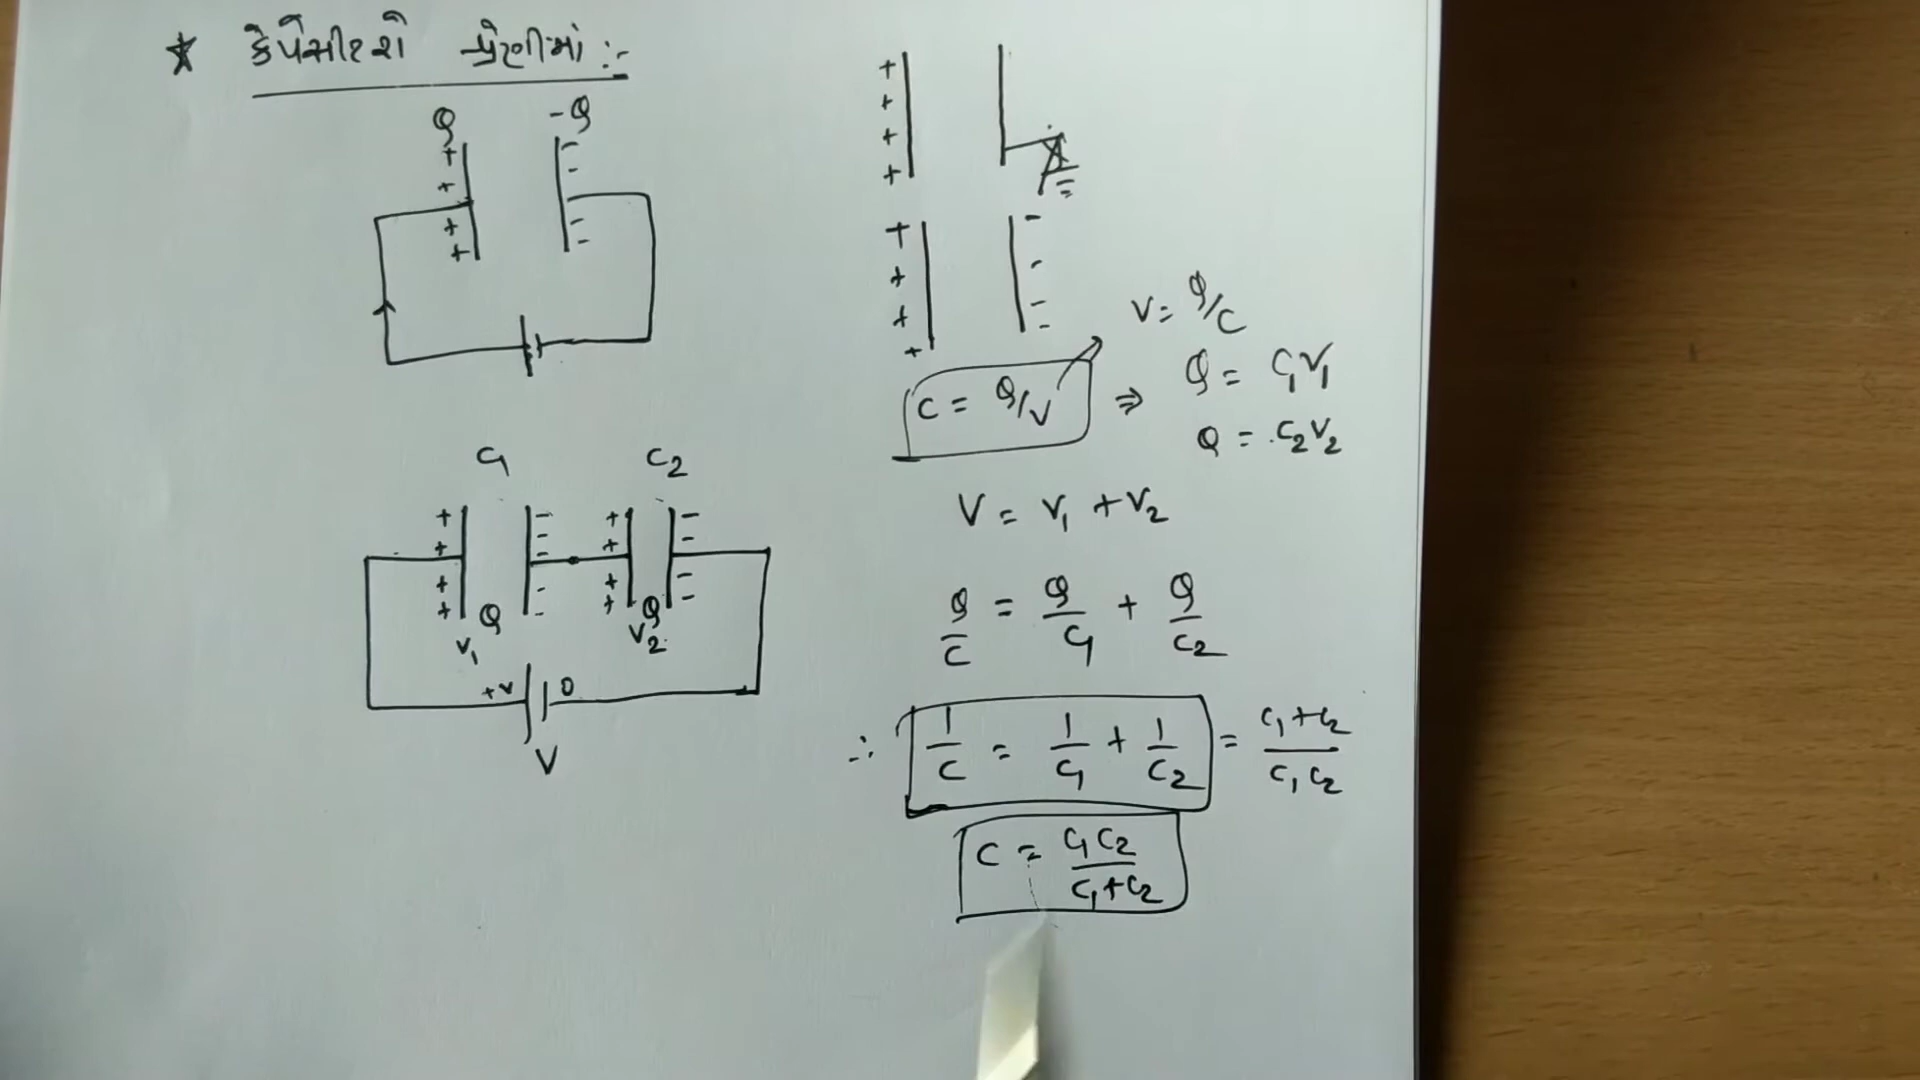 ★ કેપેસીટરો શ્રેણીમાં :-
Q -Q
C₁ C₂
Q Q
V₁ V₂
+V 0
V
V = Q/C
C = Q/V ⇒ Q = C₁V₁
Q = C₂V₂
V = V₁ + V₂
Q/C = Q/C₁ + Q/C₂
∴ 1/C = 1/C₁ + 1/C₂ = C₁+C₂/C₁C₂
C = C₁C₂/C₁+C₂